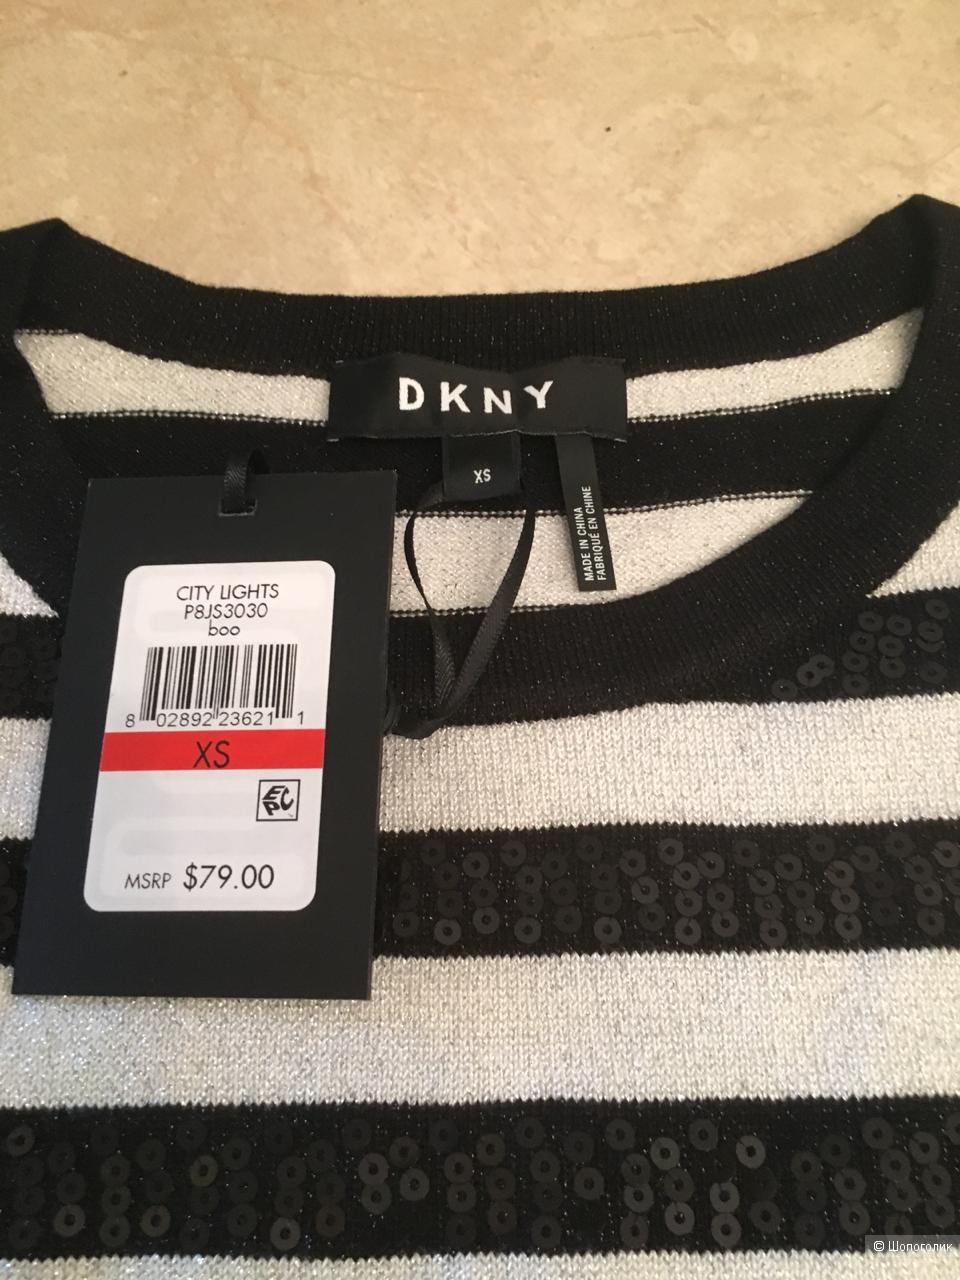 DKNY
XS
MADE IN CHINA
FABRIQUÉ EN CHINE
CITY LIGHTS
P8JS3030
boo
8 02892 23621 1
XS
EPC
MSRP $79.00
© Шопоголик